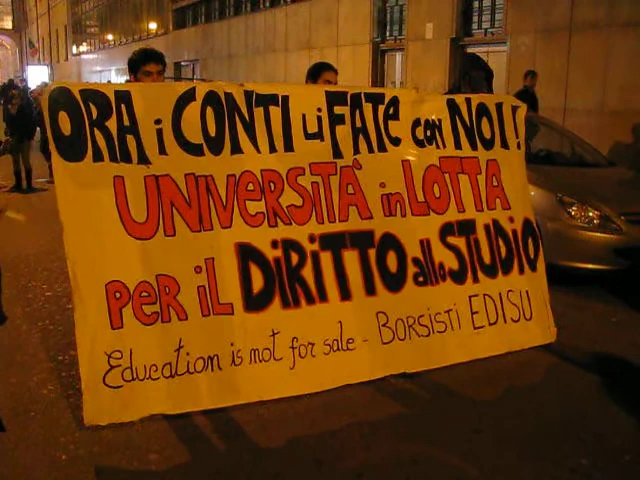 ORA i CONTI Li FATE CON NOI!
UNIVERSITÀ in LOTTA
PER iL DiRiTTO allo STUDIO
Education is not for sale - BORSISTI EDISU